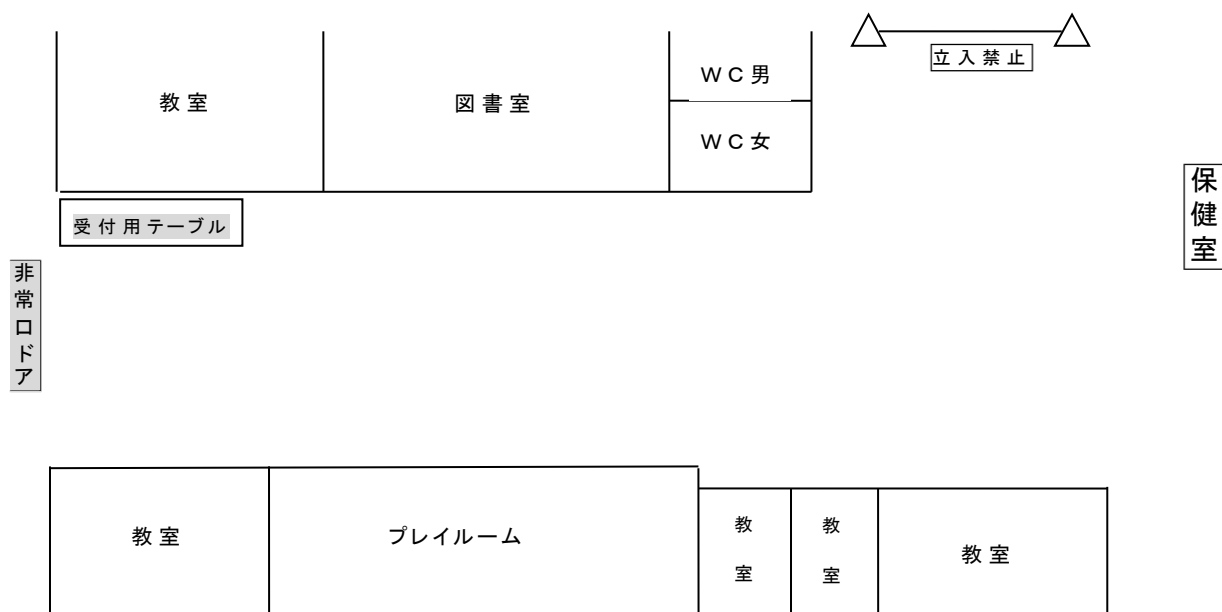 立入禁止
WC男
教室
図書室
WC女
保健室
受付用テーブル
非常口ドア
教室
プレイルーム
教室
教室
教室